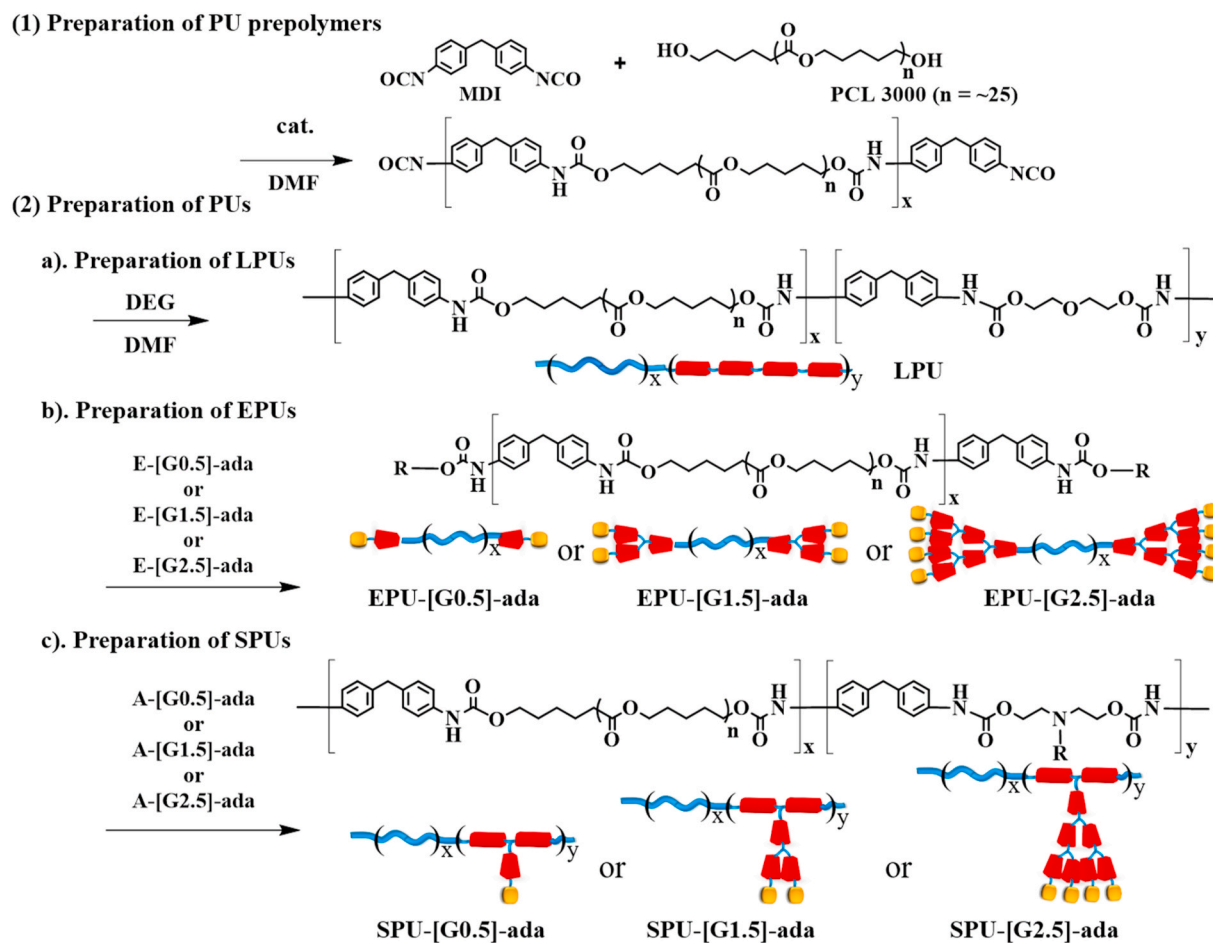 (1) Preparation of PU prepolymers
OCN NCO
MDI
+
HO O O OH n
PCL 3000 (n = ~25)
cat.
DMF
OCN N H O O O O n O O H N x NCO
(2) Preparation of PUs
a). Preparation of LPUs
DEG
DMF
N H O O O O n O O H N x H N O O O O O H N y
( )x( )y LPU
b). Preparation of EPUs
E-[G0.5]-ada
or
E-[G1.5]-ada
or
E-[G2.5]-ada
R O O N H N H O O O O n O O H N x N H O O R
( )x or ( )x or ( )x
EPU-[G0.5]-ada EPU-[G1.5]-ada EPU-[G2.5]-ada
c). Preparation of SPUs
A-[G0.5]-ada
or
A-[G1.5]-ada
or
A-[G2.5]-ada
N H O O O O n O O H N x H N O O N R O O H N y
( )x( )y or ( )x( )y or ( )x( )y
SPU-[G0.5]-ada SPU-[G1.5]-ada SPU-[G2.5]-ada